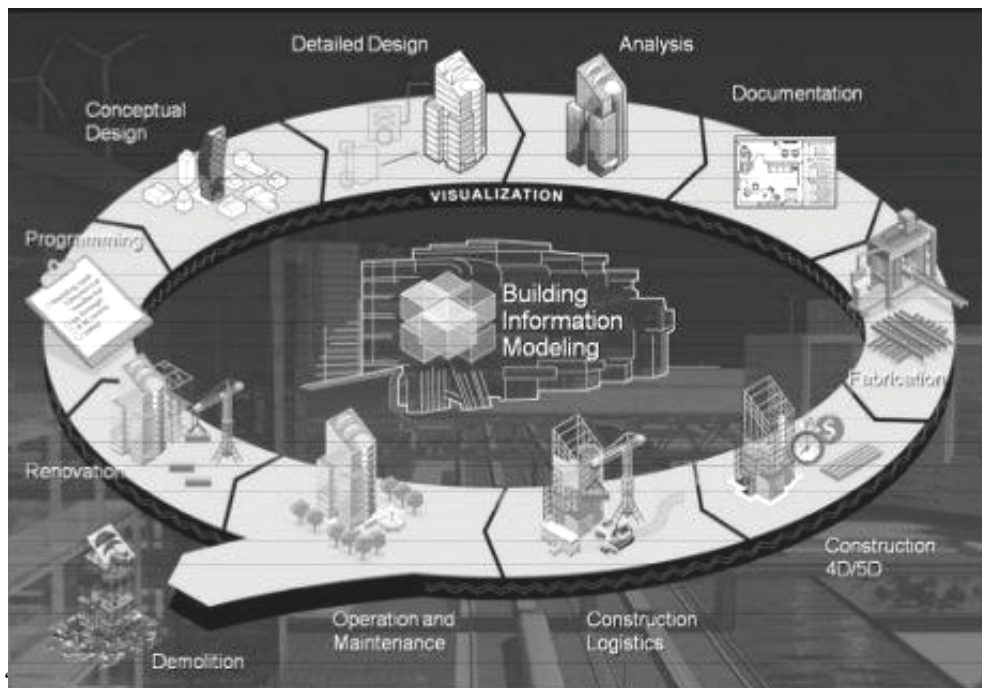 Detailed Design
Analysis
Conceptual
Design
Documentation
VISUALIZATION
Programming
Building
Information
Modeling
$
Fabrication
Renovation
Construction
4D/5D
Operation and
Maintenance
Construction
Logistics
Demolition